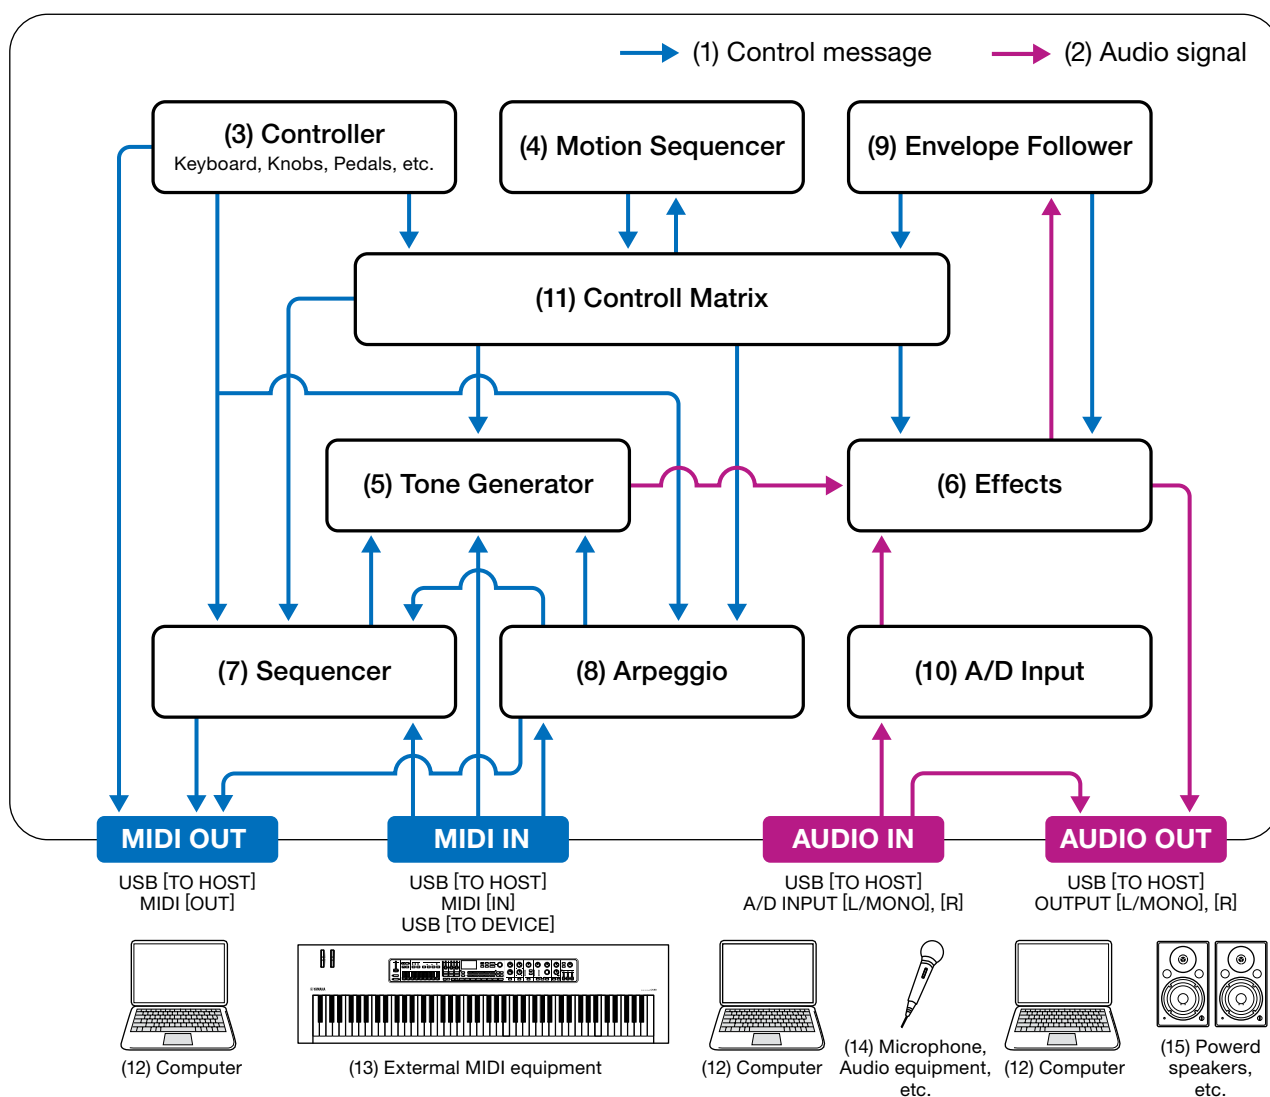 (1) Control message
(2) Audio signal
(3) Controller
Keyboard, Knobs, Pedals, etc.
(4) Motion Sequencer
(9) Envelope Follower
(11) Controll Matrix
(5) Tone Generator
(6) Effects
(7) Sequencer
(8) Arpeggio
(10) A/D Input
MIDI OUT
MIDI IN
AUDIO IN
AUDIO OUT
USB [TO HOST]
MIDI [OUT]
USB [TO HOST]
MIDI [IN]
USB [TO DEVICE]
USB [TO HOST]
A/D INPUT [L/MONO], [R]
USB [TO HOST]
OUTPUT [L/MONO], [R]
(12) Computer
(13) Extermal MIDI equipment
(12) Computer
(14) Microphone,
Audio equipment,
etc.
(12) Computer
(15) Powerd
speakers,
etc.